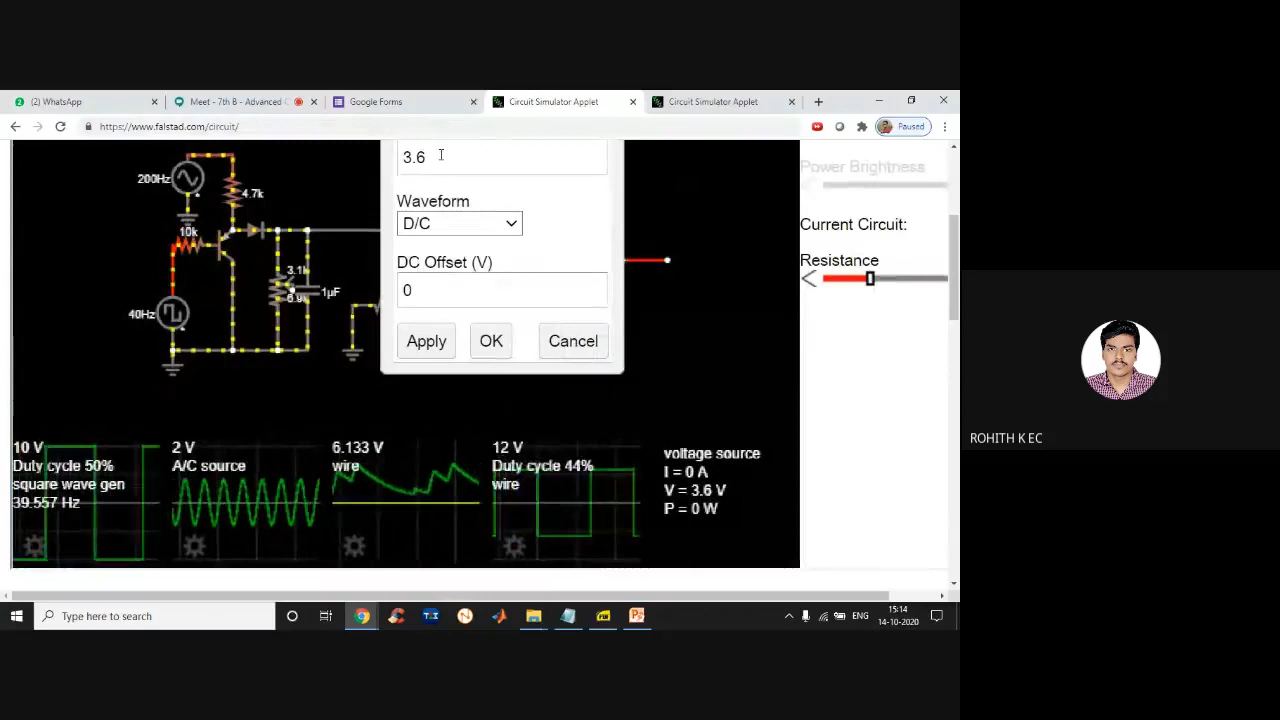 (2) WhatsApp
Meet - 7th B - Advanced C
Google Forms
Circuit Simulator Applet
Circuit Simulator Applet
https://www.falstad.com/circuit/
Paused
200Hz
4.7k
10k
3.1k
1µF
40Hz
3.6
Waveform
D/C
DC Offset (V)
0
Apply
OK
Cancel
Power Brightness
Current Circuit:
Resistance
10 V
Duty cycle 50%
square wave gen
39.557 Hz
2 V
A/C source
6.133 V
wire
12 V
Duty cycle 44%
wire
voltage source
I = 0 A
V = 3.6 V
P = 0 W
ROHITH K EC
Type here to search
ENG
15:14
14-10-2020